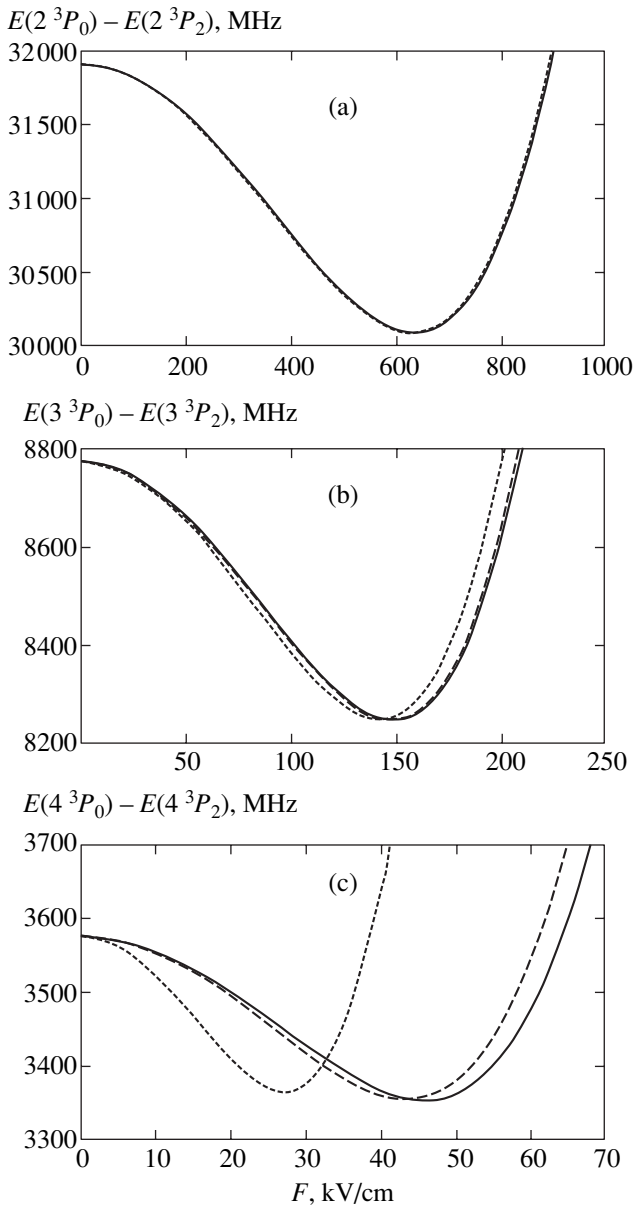 E(2 ³P₀) – E(2 ³P₂), MHz
32000
31500
31000
30500
30000
(a)
0 200 400 600 800 1000
E(3 ³P₀) – E(3 ³P₂), MHz
8800
8600
8400
8200
(b)
50 100 150 200 250
E(4 ³P₀) – E(4 ³P₂), MHz
3700
3600
3500
3400
3300
(c)
0 10 20 30 40 50 60 70
F, kV/cm